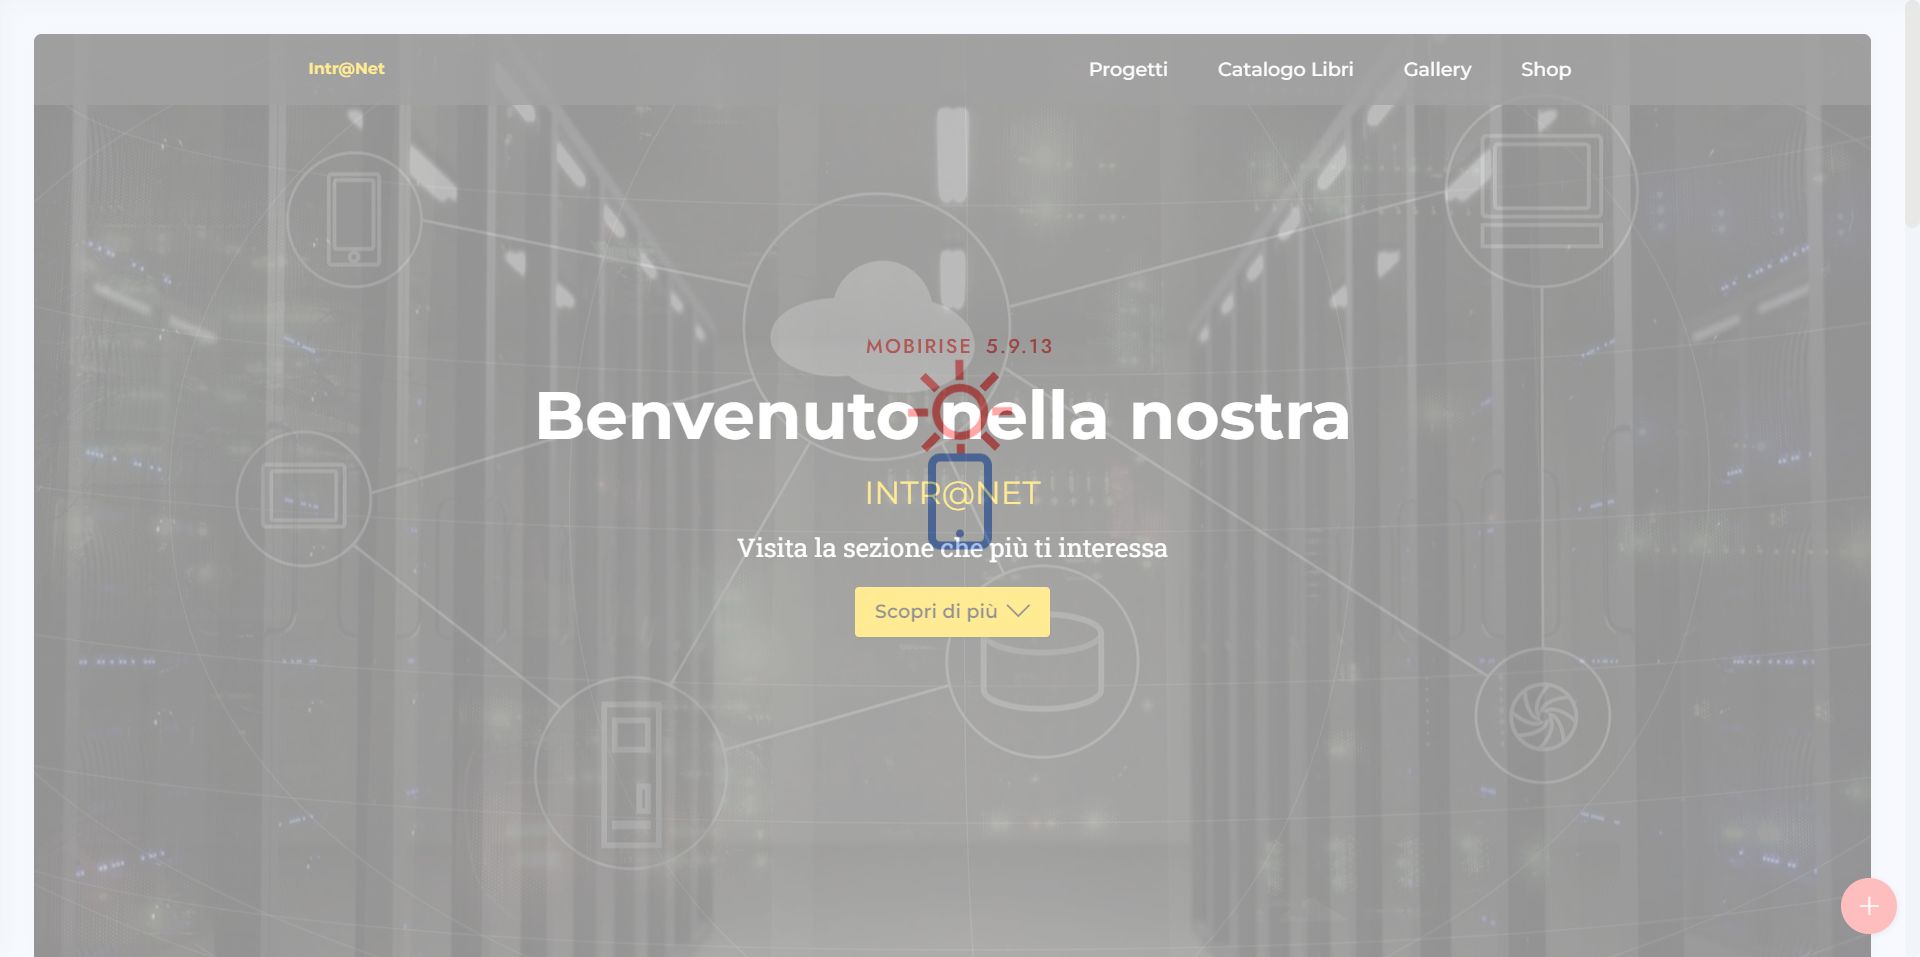 Intr@Net
Progetti Catalogo Libri Gallery Shop
MOBIRISE 5.9.13
Benvenuto nella nostra
INTR@NET
Visita la sezione che più ti interessa
Scopri di più